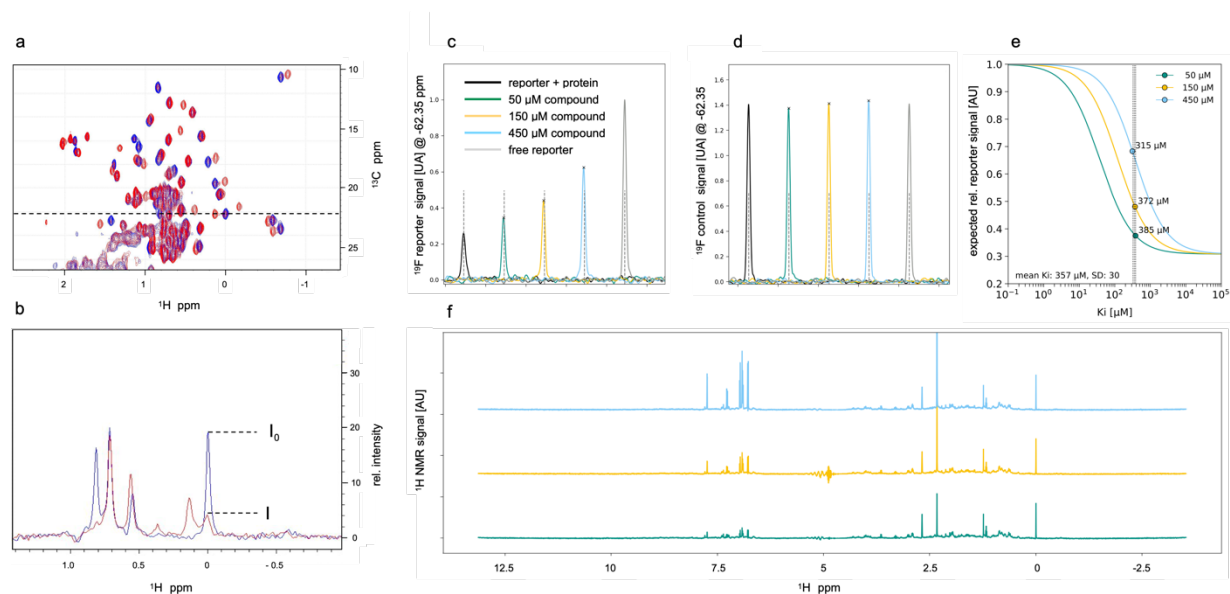 a
10
15
20
25
¹³C ppm
2
1
0
-1
¹H ppm
b
I₀
I
30
20
10
0
rel. intensity
1.0
0.5
0
- 0.5
¹H ppm
c
reporter + protein
50 µM compound
150 µM compound
450 µM compound
free reporter
1.0
0.8
0.6
0.4
0.2
0.0
¹⁹F reporter signal [UA] @ -62.35 ppm
d
1.6
1.4
1.2
1.0
0.8
0.6
0.4
0.2
0.0
¹⁹F control signal [UA] @ -62.35
e
1.0
0.9
0.8
0.7
0.6
0.5
0.4
0.3
0.2
expected rel. reporter signal [AU]
50 µM
150 µM
450 µM
315 µM
372 µM
385 µM
mean Ki: 357 µM, SD: 30
10⁻¹ 10⁰ 10¹ 10² 10³ 10⁴ 10⁵
Ki [µM]
f
¹H NMR signal [AU]
12.5 10.0 7.5 5.0 2.5 0.0 -2.5
¹H ppm